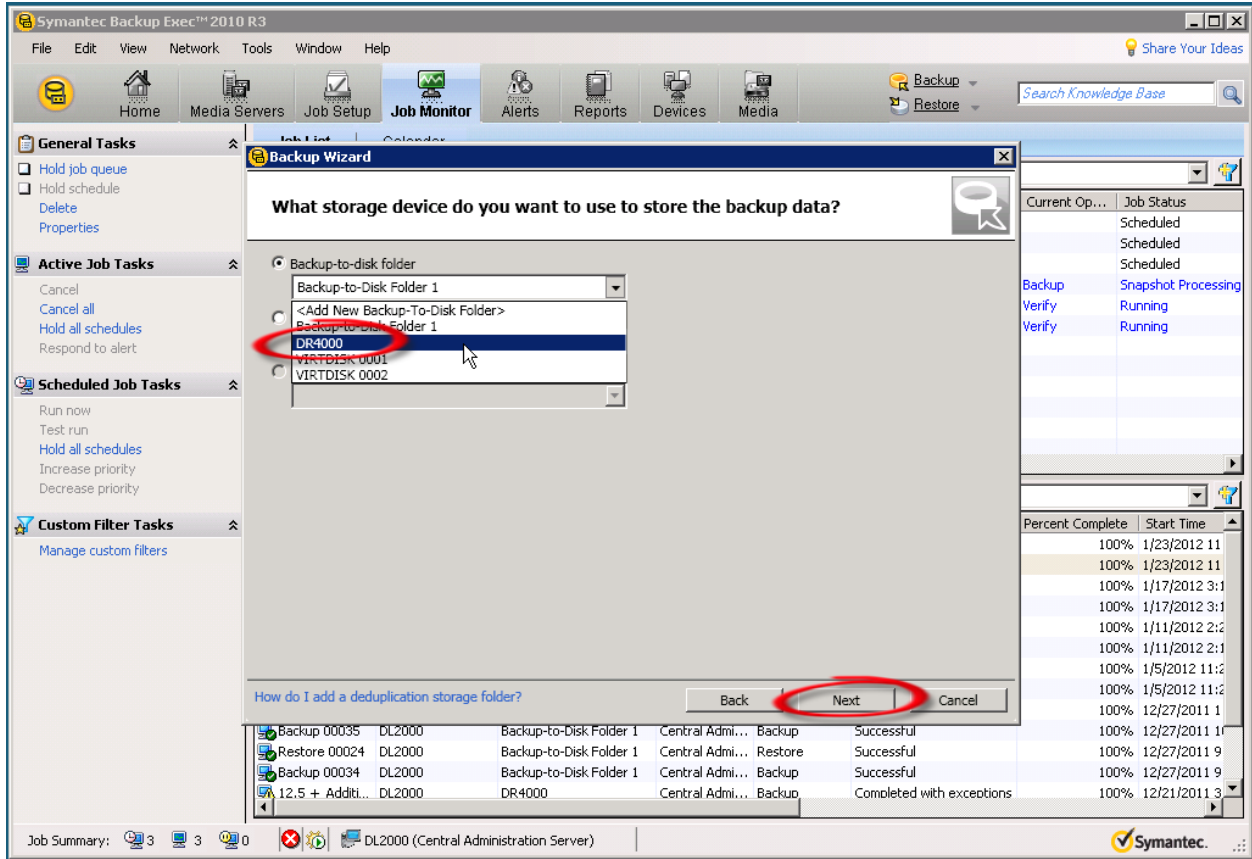 Symantec Backup Exec™ 2010 R3
File Edit View Network Tools Window Help
Share Your Ideas
Home Media Servers Job Setup Job Monitor Alerts Reports Devices Media
Backup
Restore
Search Knowledge Base
General Tasks
Hold job queue
Hold schedule
Delete
Properties
Active Job Tasks
Cancel
Cancel all
Hold all schedules
Respond to alert
Scheduled Job Tasks
Run now
Test run
Hold all schedules
Increase priority
Decrease priority
Custom Filter Tasks
Manage custom filters
Job List Calendar
Backup Wizard
What storage device do you want to use to store the backup data?
Backup-to-disk folder
Backup-to-Disk Folder 1
<Add New Backup-To-Disk Folder>
Backup-to-Disk Folder 1
DR4000
VIRTDISK 0001
VIRTDISK 0002
How do I add a deduplication storage folder?
Back Next Cancel
Current Op... Job Status
Scheduled
Scheduled
Scheduled
Backup Snapshot Processing
Verify Running
Verify Running
Percent Complete Start Time
100% 1/23/2012 11
100% 1/23/2012 11
100% 1/17/2012 3:1
100% 1/17/2012 3:1
100% 1/11/2012 2:2
100% 1/11/2012 2:1
100% 1/5/2012 11:2
100% 1/5/2012 11:2
100% 12/27/2011 1
Backup 00035 DL2000 Backup-to-Disk Folder 1 Central Admi... Backup Successful 100% 12/27/2011 1
Restore 00024 DL2000 Backup-to-Disk Folder 1 Central Admi... Restore Successful 100% 12/27/2011 9
Backup 00034 DL2000 Backup-to-Disk Folder 1 Central Admi... Backup Successful 100% 12/27/2011 9
12.5 + Additi... DL2000 DR4000 Central Admi... Backup Completed with exceptions 100% 12/21/2011 3
Job Summary: 3 3 0 DL2000 (Central Administration Server)
Symantec.